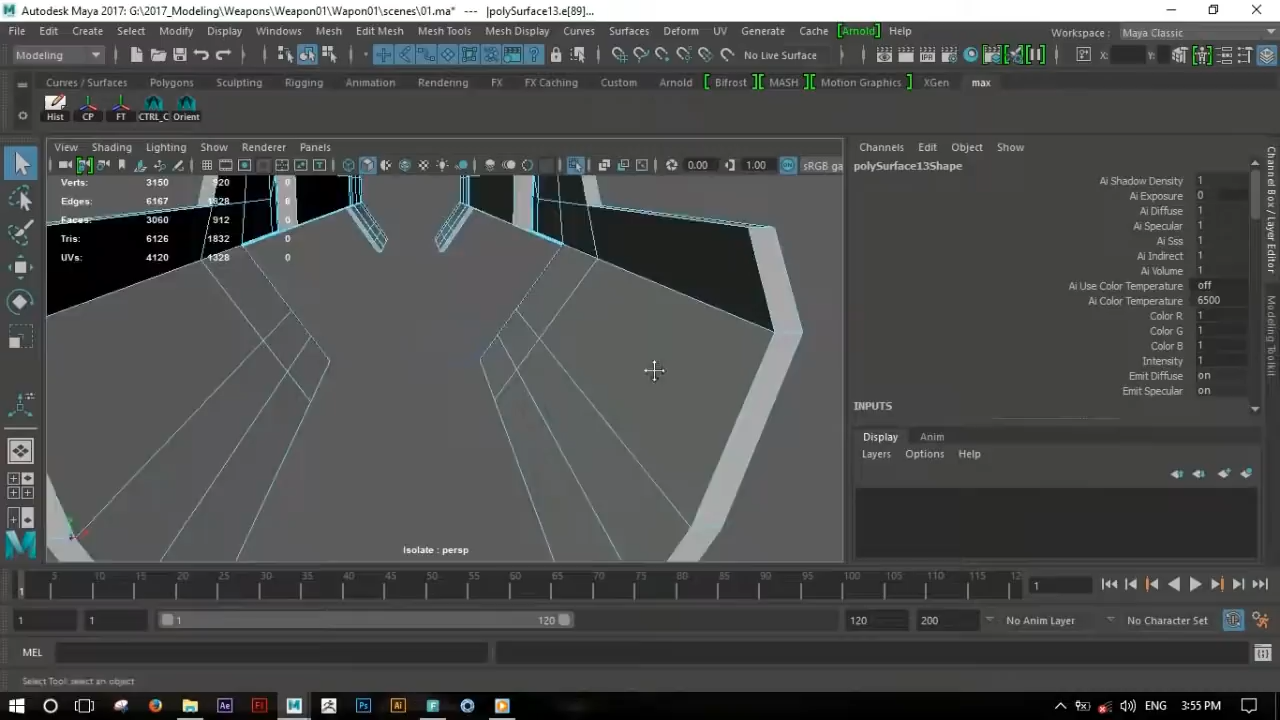 Autodesk Maya 2017: G:\2017_Modeling\Weapons\Weapon01\Wapon01\scenes\01.ma*   ---   |polySurface13.e[89]...
File Edit Create Select Modify Display Windows Mesh Edit Mesh Mesh Tools Mesh Display Curves Surfaces Deform UV Generate Cache [Arnold] Help Workspace : Maya Classic
Modeling No Live Surface X: Y:
Curves / Surfaces Polygons Sculpting Rigging Animation Rendering FX FX Caching Custom Arnold Bifrost MASH Motion Graphics XGen max
Hist CP FT CTRL_C Orient
View Shading Lighting Show Renderer Panels
0.00 1.00 sRGB ga
Verts: 3150 920 0
Edges: 6167 1828 8
Faces: 3060 912 0
Tris: 6126 1832 0
UVs: 4120 1328 0
Isolate : persp
Channels Edit Object Show
polySurface13Shape
Ai Shadow Density 1
Ai Exposure 0
Ai Diffuse 1
Ai Specular 1
Ai Sss 1
Ai Indirect 1
Ai Volume 1
Ai Use Color Temperature off
Ai Color Temperature 6500
Color R 1
Color G 1
Color B 1
Intensity 1
Emit Diffuse on
Emit Specular on
INPUTS
Display Anim
Layers Options Help
Channel Box / Layer Editor
Modeling Toolkit
5 10 15 20 25 30 35 40 45 50 55 60 65 70 75 80 85 90 95 100 105 110 115 12
1
1
1 1 1 120 120 200 No Anim Layer No Character Set
MEL
Select Tool: select an object
Ae Fl Ps Ai F ENG 3:55 PM